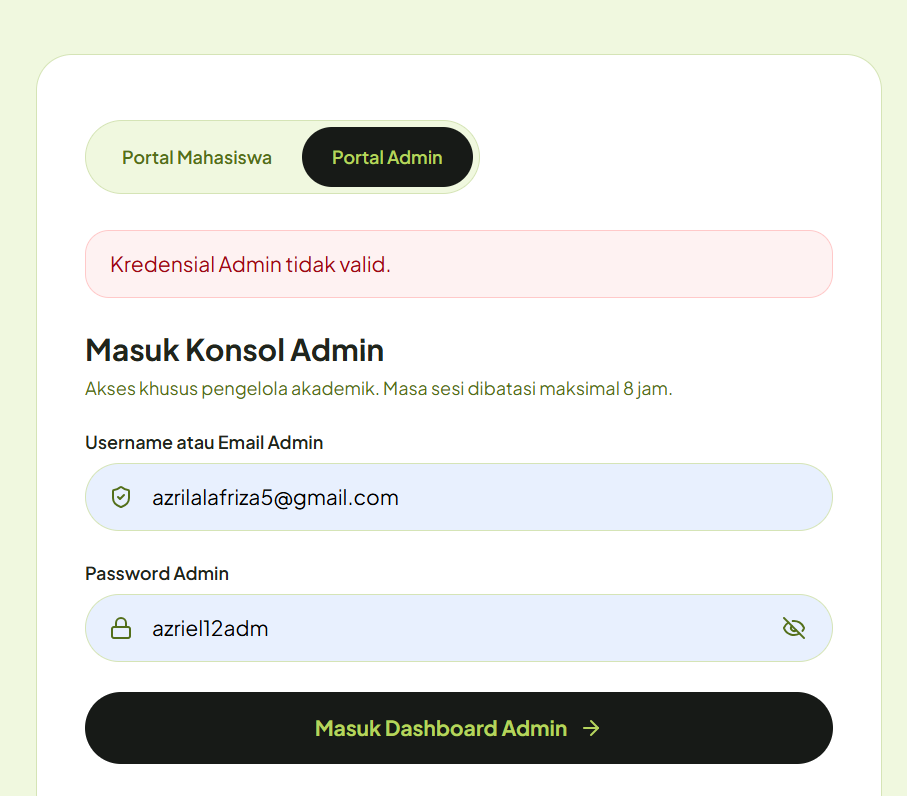 Portal Mahasiswa
Portal Admin
Kredensial Admin tidak valid.
Masuk Konsol Admin
Akses khusus pengelola akademik. Masa sesi dibatasi maksimal 8 jam.
Username atau Email Admin
azrilalafriza5@gmail.com
Password Admin
azriel12adm
Masuk Dashboard Admin →